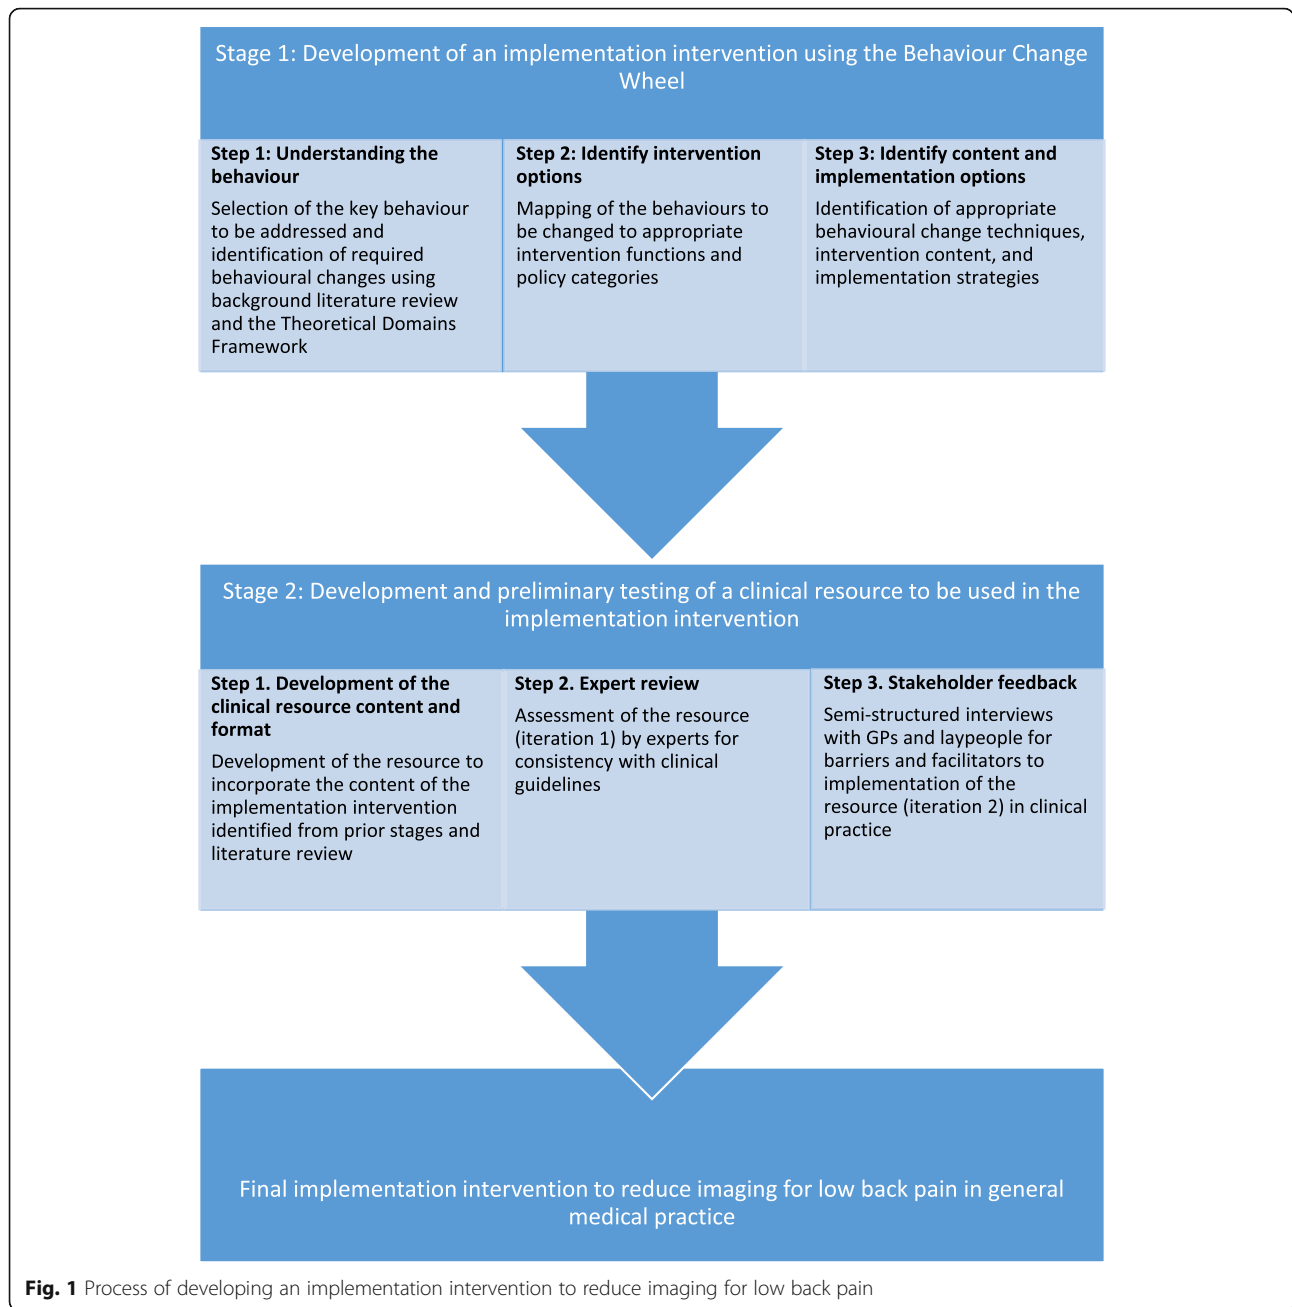 Stage 1: Development of an implementation intervention using the Behaviour Change
Wheel
Step 1: Understanding the
behaviour
Selection of the key behaviour
to be addressed and
identification of required
behavioural changes using
background literature review
and the Theoretical Domains
Framework
Step 2: Identify intervention
options
Mapping of the behaviours to
be changed to appropriate
intervention functions and
policy categories
Step 3: Identify content and
implementation options
Identification of appropriate
behavioural change techniques,
intervention content, and
implementation strategies
Stage 2: Development and preliminary testing of a clinical resource to be used in the
implementation intervention
Step 1. Development of the
clinical resource content and
format
Development of the resource to
incorporate the content of the
implementation intervention
identified from prior stages and
literature review
Step 2. Expert review
Assessment of the resource
(iteration 1) by experts for
consistency with clinical
guidelines
Step 3. Stakeholder feedback
Semi-structured interviews
with GPs and laypeople for
barriers and facilitators to
implementation of the
resource (iteration 2) in clinical
practice
Final implementation intervention to reduce imaging for low back pain in general
medical practice
Fig. 1 Process of developing an implementation intervention to reduce imaging for low back pain